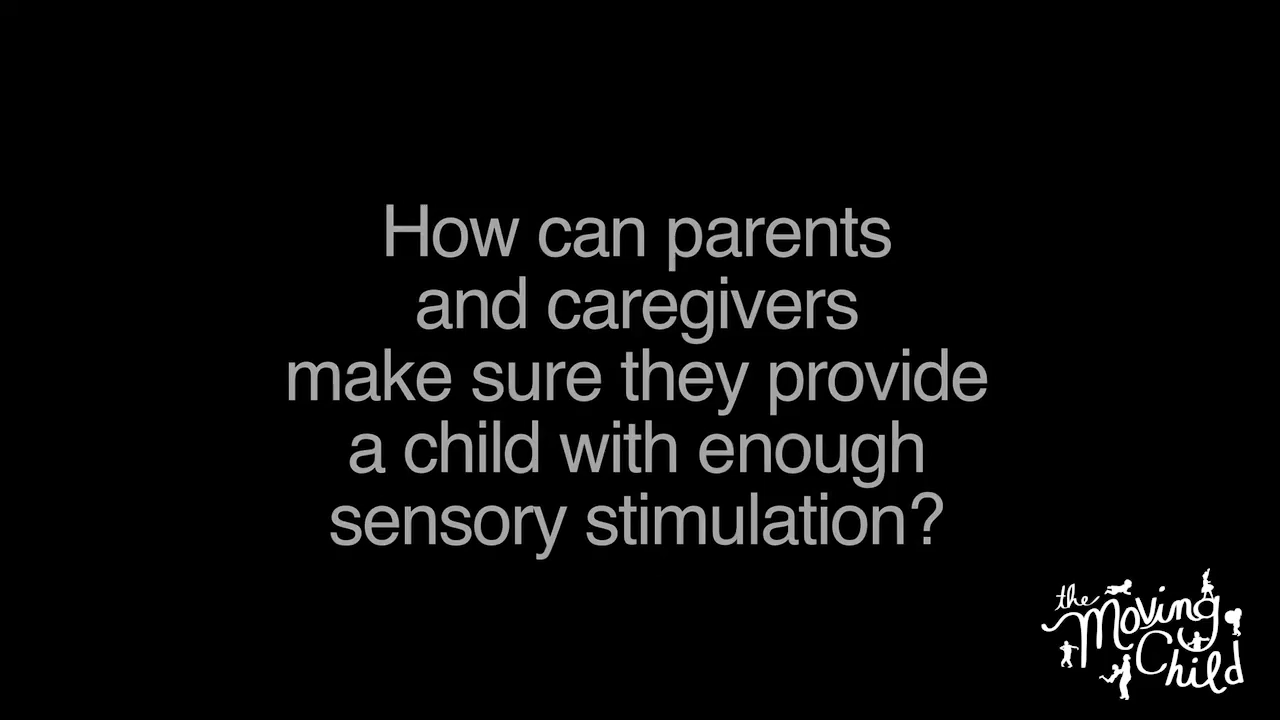 How can parents
and caregivers
make sure they provide
a child with enough
sensory stimulation?
the
Moving
Child